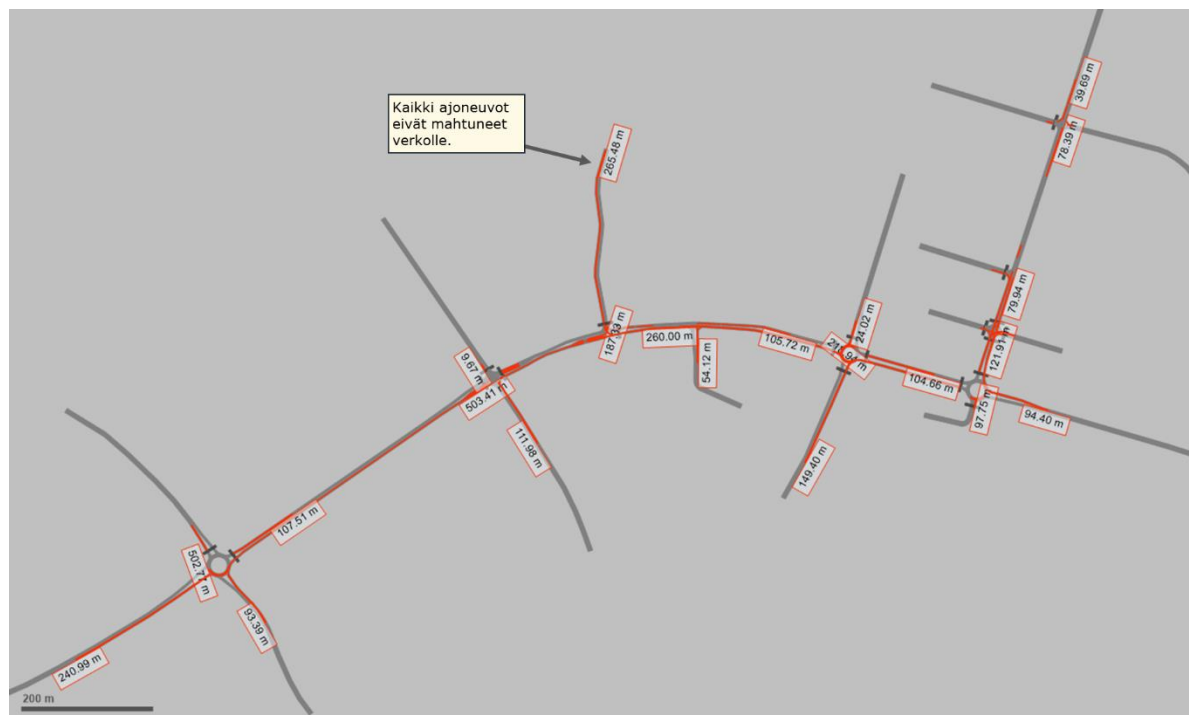 39.69 m
78.39 m
Kaikki ajoneuvot
eivät mahtuneet
verkolle.
265.48 m
79.94 m
24.02 m
187.33 m
260.00 m
105.72 m
121.91 m
54.12 m
9.67 m
503.41 m
104.66 m
97.75 m
94.40 m
111.98 m
149.40 m
107.51 m
502.77 m
93.39 m
240.99 m
200 m